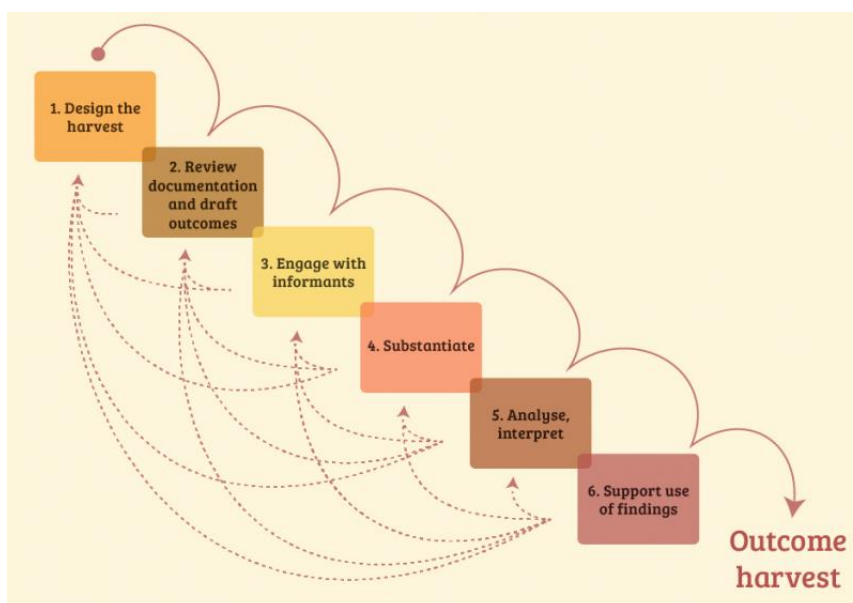 1. Design the
harvest
2. Review
documentation
and draft
outcomes
3. Engage with
informants
4. Substantiate
5. Analyse,
interpret
6. Support use
of findings
Outcome
harvest